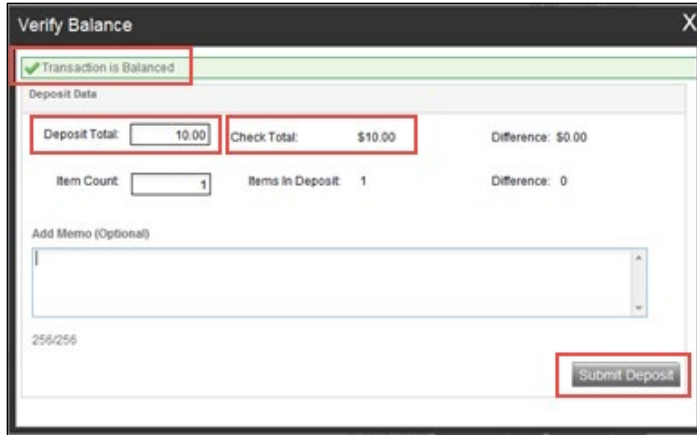 Verify Balance X
Transaction is Balanced
Deposit Data
Deposit Total: 10.00 Check Total: $10.00 Difference: $0.00
Item Count: 1 Items In Deposit: 1 Difference: 0
Add Memo (Optional)
256/256
Submit Deposit